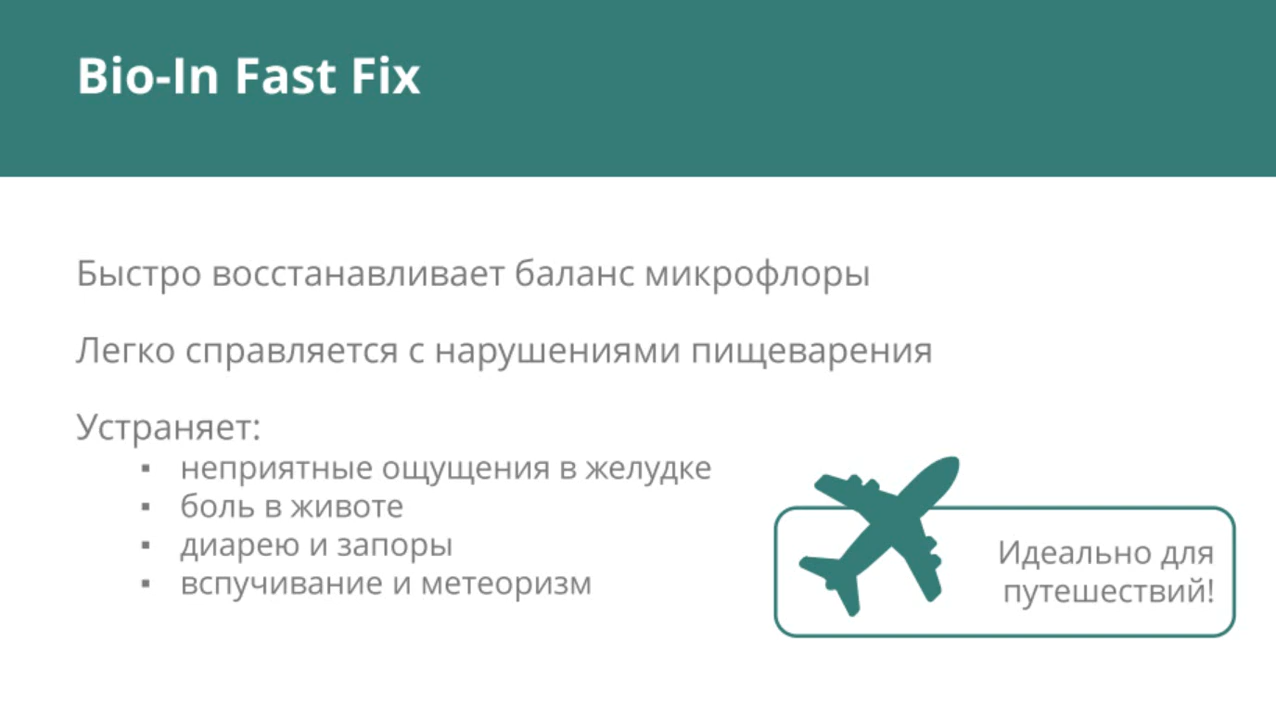 Bio-In Fast Fix
Быстро восстанавливает баланс микрофлоры
Легко справляется с нарушениями пищеварения
Устраняет:
▪ неприятные ощущения в желудке
▪ боль в животе
▪ диарею и запоры
▪ вспучивание и метеоризм
Идеально для
путешествий!